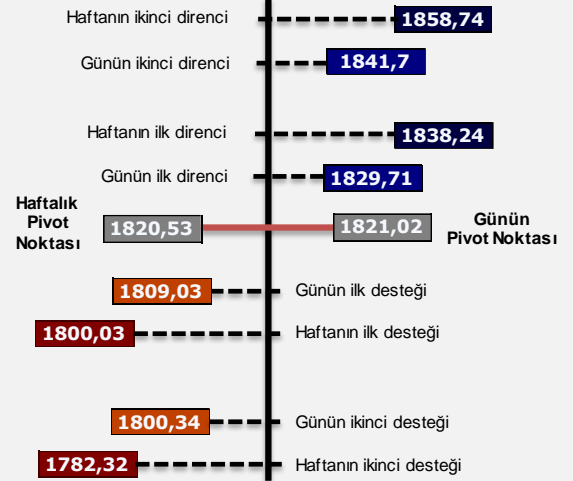 Haftanın ikinci direnci
1858,74
Günün ikinci direnci
1841,7
Haftanın ilk direnci
1838,24
Günün ilk direnci
1829,71
Haftalık
Pivot
Noktası
1820,53
1821,02
Günün
Pivot Noktası
1809,03
Günün ilk desteği
1800,03
Haftanın ilk desteği
1800,34
Günün ikinci desteği
1782,32
Haftanın ikinci desteği